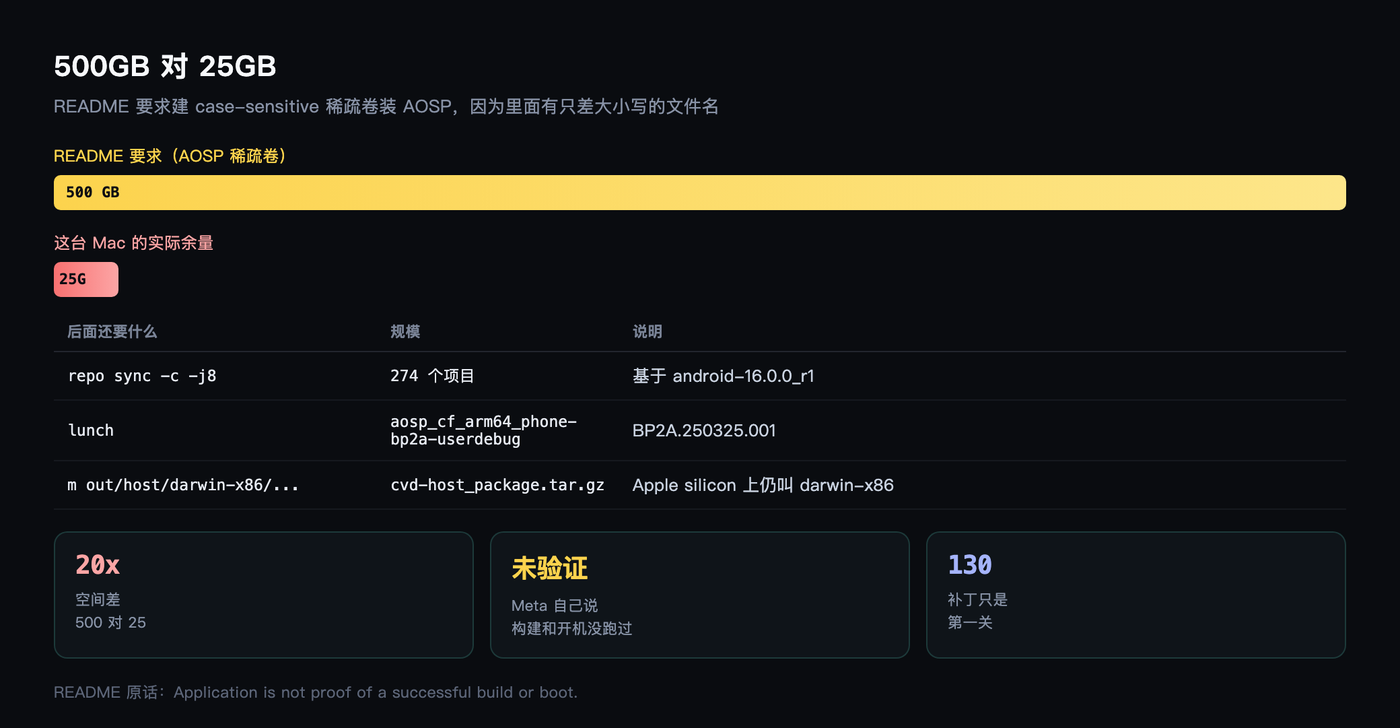 500GB 对 25GB
README 要求建 case-sensitive 稀疏卷装 AOSP，因为里面有只差大小写的文件名
README 要求（AOSP 稀疏卷）
500 GB
这台 Mac 的实际余量
25G
后面还要什么 规模 说明
repo sync -c -j8 274 个项目 基于 android-16.0.0_r1
lunch aosp_cf_arm64_phone-
bp2a-userdebug BP2A.250325.001
m out/host/darwin-x86/... cvd-host_package.tar.gz Apple silicon 上仍叫 darwin-x86
20x
空间差
500 对 25
未验证
Meta 自己说
构建和开机没跑过
130
补丁只是
第一关
README 原话：Application is not proof of a successful build or boot.